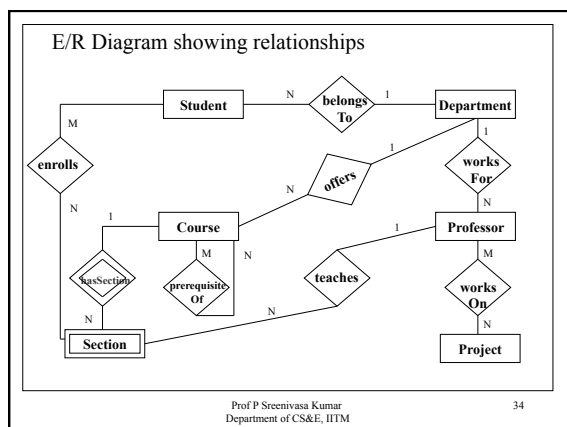 E/R Diagram showing relationships
Student
N
belongs
To
1
Department
M
enrolls
N
1
works
For
N
1
offers
N
Course
1
Professor
1
M
N
hasSection
prerequisite
Of
teaches
M
works
On
N
N
N
Section
Project
Prof P Sreenivasa Kumar
Department of CS&E, IITM
34